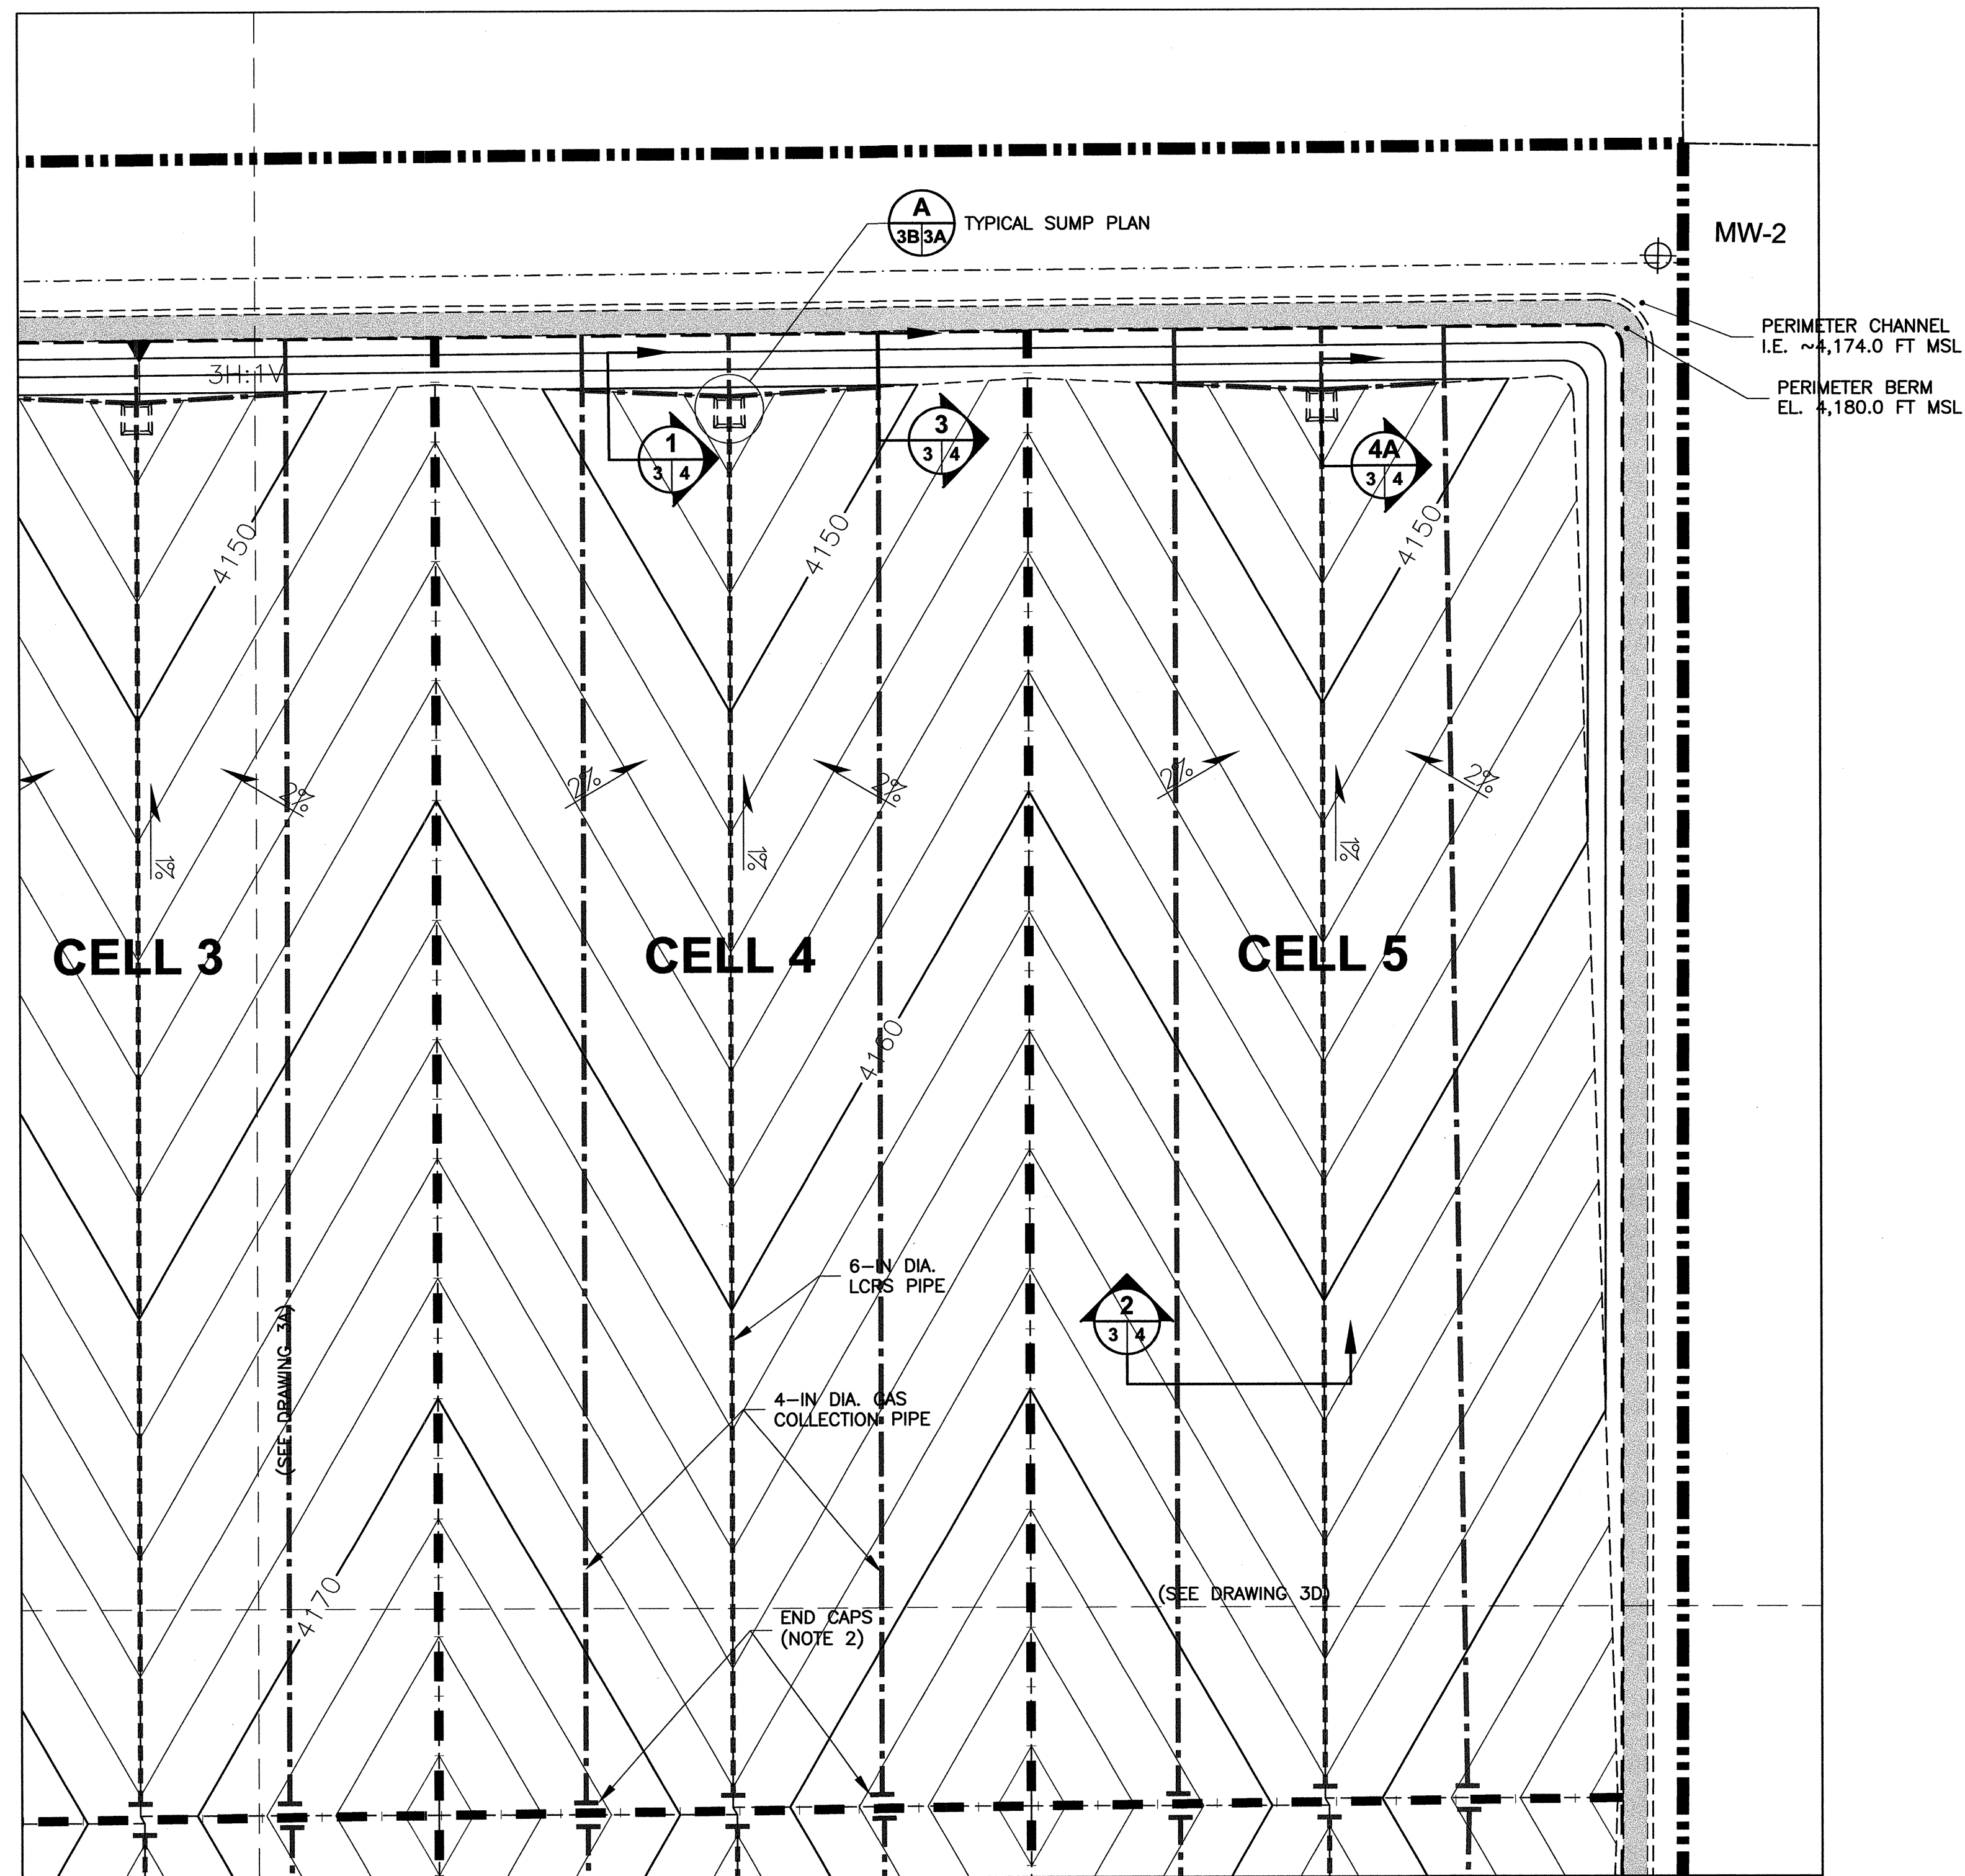 A
3B 3A
TYPICAL SUMP PLAN
MW-2
PERIMETER CHANNEL
I.E. ~4,174.0 FT MSL
PERIMETER BERM
EL. 4,180.0 FT MSL
3H:1V
1
3 4
3
3 4
4A
3 4
4150
4150
4150
2%
2%
2%
2%
2%
1%
1%
1%
CELL 3
CELL 4
CELL 5
4160
6-IN DIA.
LCRS PIPE
2
3 4
(SEE DRAWING 3A)
4-IN DIA. GAS
COLLECTION PIPE
(SEE DRAWING 3D)
4170
END CAPS
(NOTE 2)